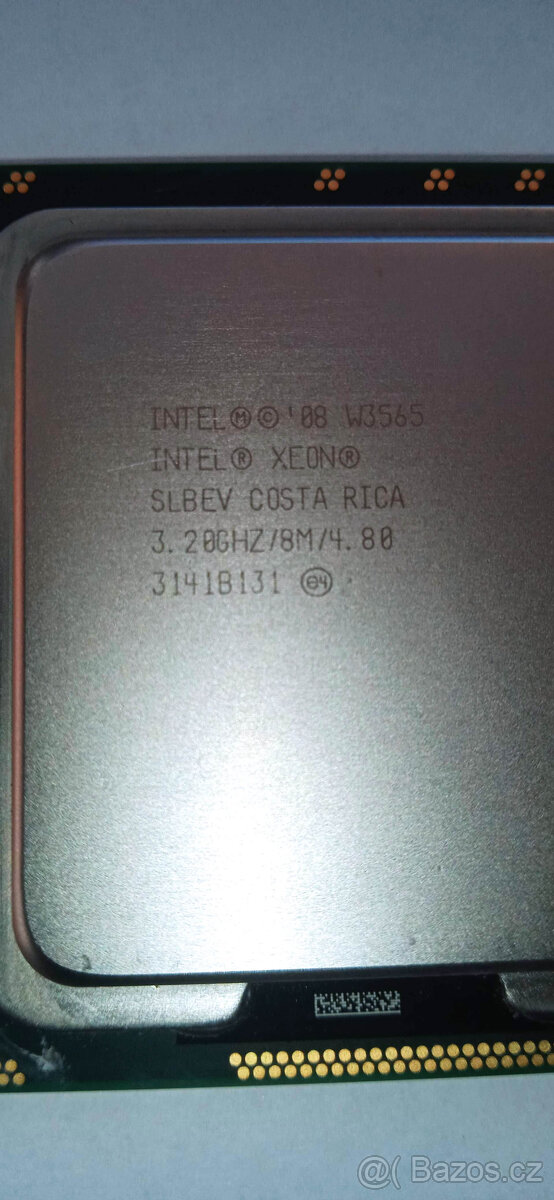 INTEL Ⓜ © '08 W3565
INTEL ® XEON ®
SLBEV COSTA RICA
3.20GHZ/8M/4.80
3141B131 e4
@( Bazos.cz